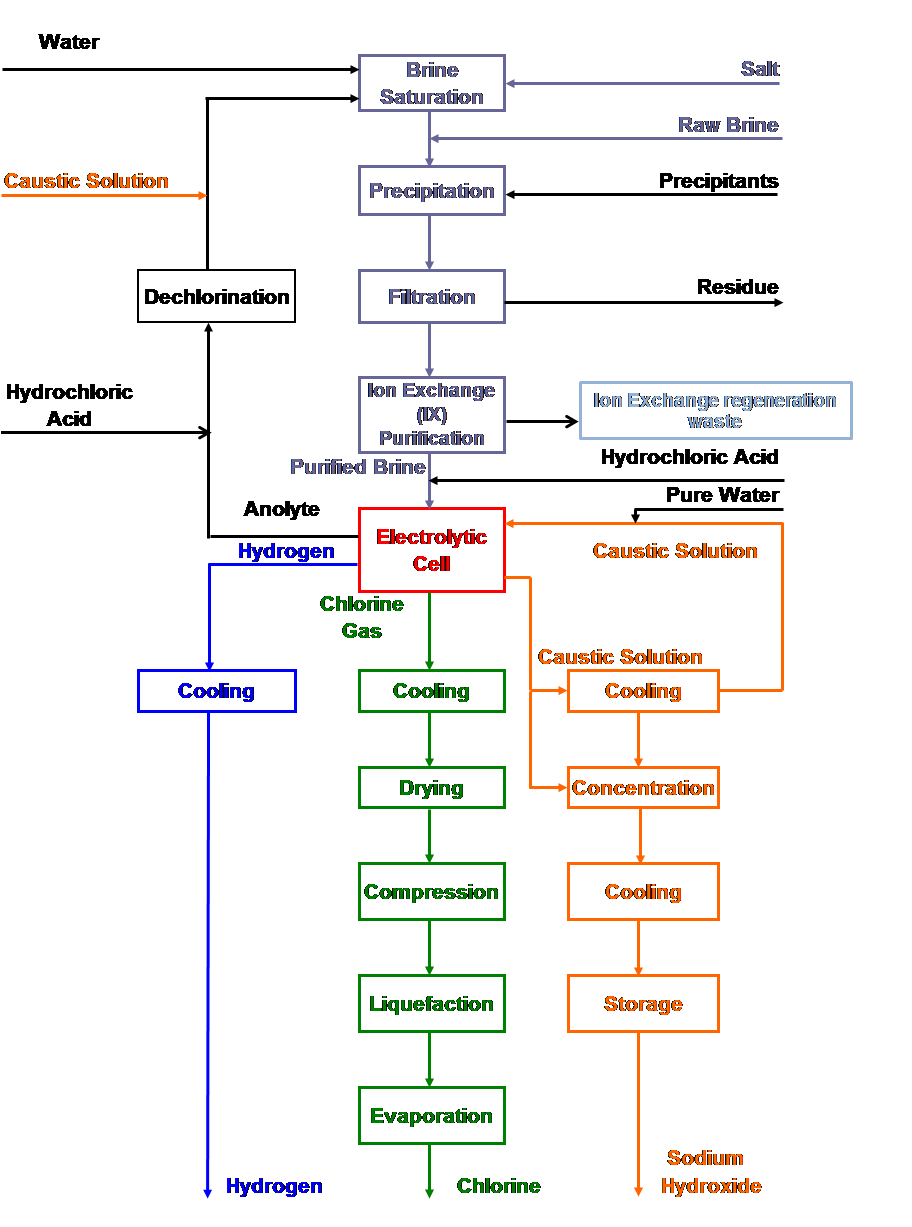 Water
Brine
Saturation
Salt
Raw Brine
Caustic Solution
Precipitation
Precipitants
Dechlorination
Filtration
Residue
Hydrochloric
Acid
Ion Exchange
(IX)
Purification
Ion Exchange regeneration
waste
Purified Brine
Hydrochloric Acid
Pure Water
Anolyte
Electrolytic
Cell
Hydrogen
Caustic Solution
Chlorine
Gas
Caustic Solution
Cooling
Cooling
Cooling
Drying
Concentration
Compression
Cooling
Liquefaction
Storage
Evaporation
Hydrogen
Chlorine
Sodium
Hydroxide